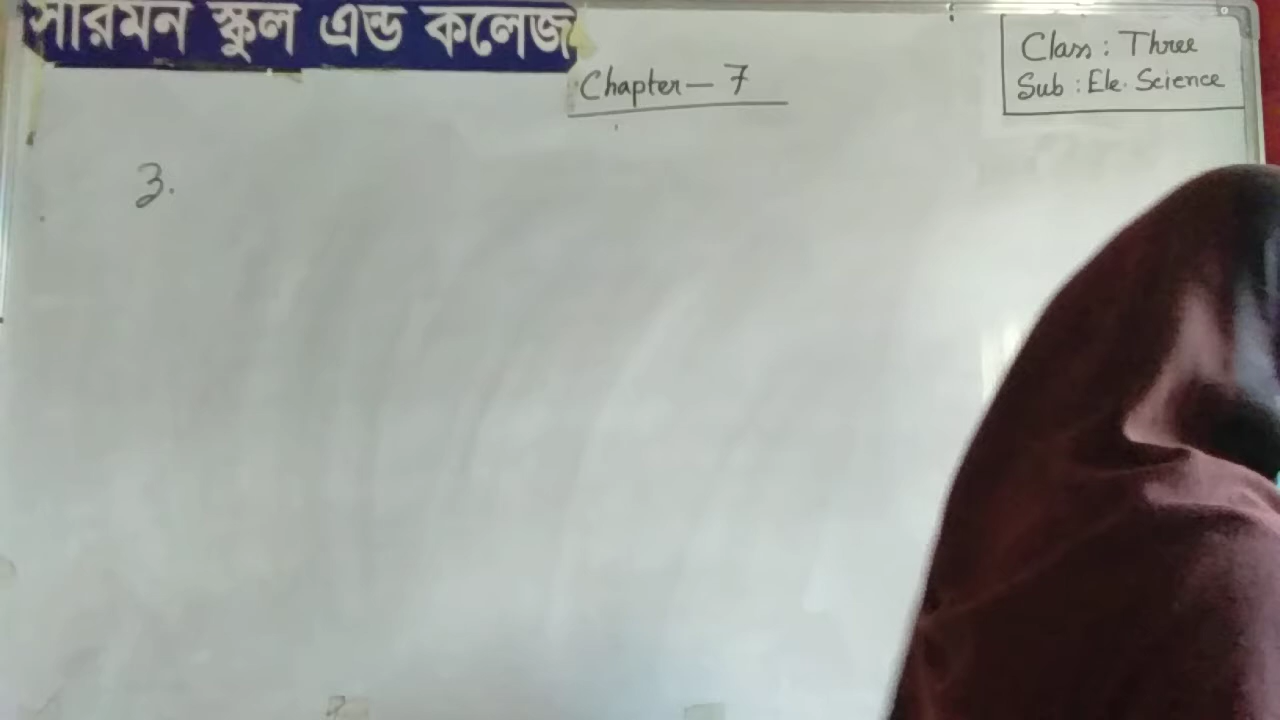 সারমন স্কুল এন্ড কলেজ
Chapter — 7
Class : Three
Sub : Ele. Science
3.